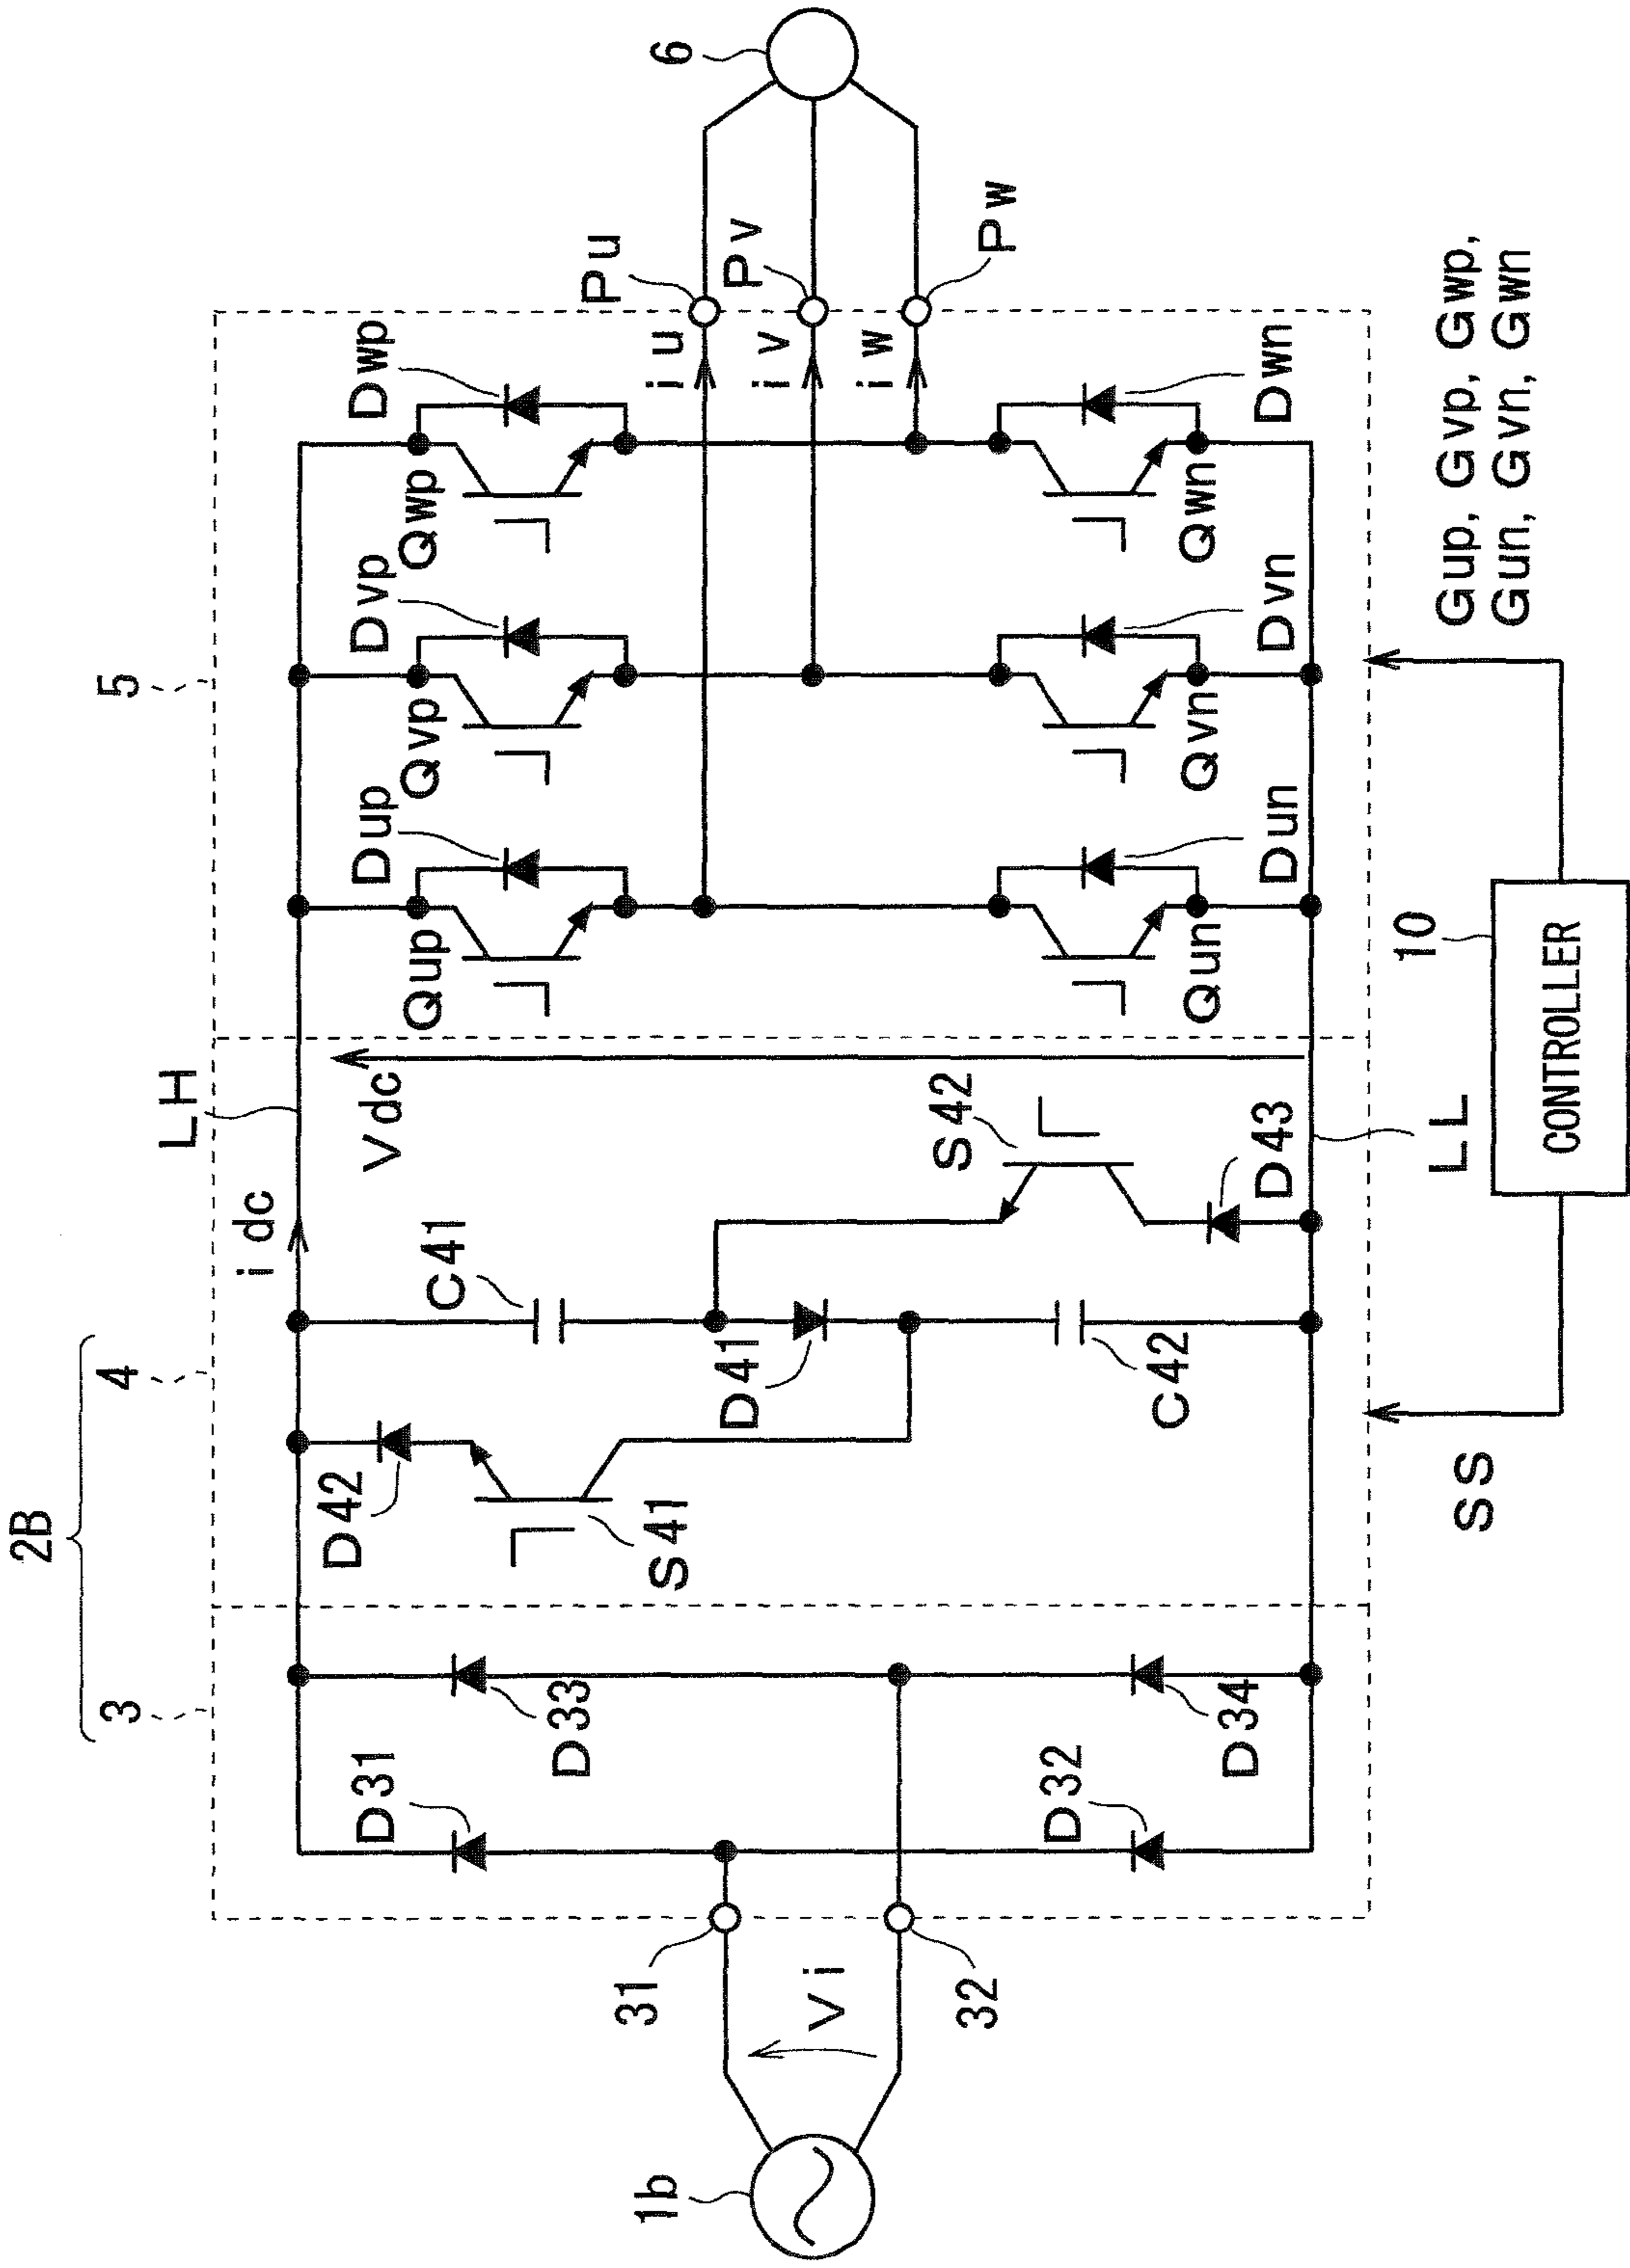 2B
3
4
5
LH
i dc
Vdc
D31
D33
D42
S41
C41
D41
S42
D43
C42
D32
D34
Qup
Dup
Qvp
Dvp
Qwp
Dwp
Qun
Dun
Qvn
Dvn
Qwn
Dwn
iu
iv
iw
Pu
Pv
Pw
6
31
32
Vi
1b
LL
SS
10
CONTROLLER
Gup, Gvp, Gwp,
Gun, Gvn, Gwn